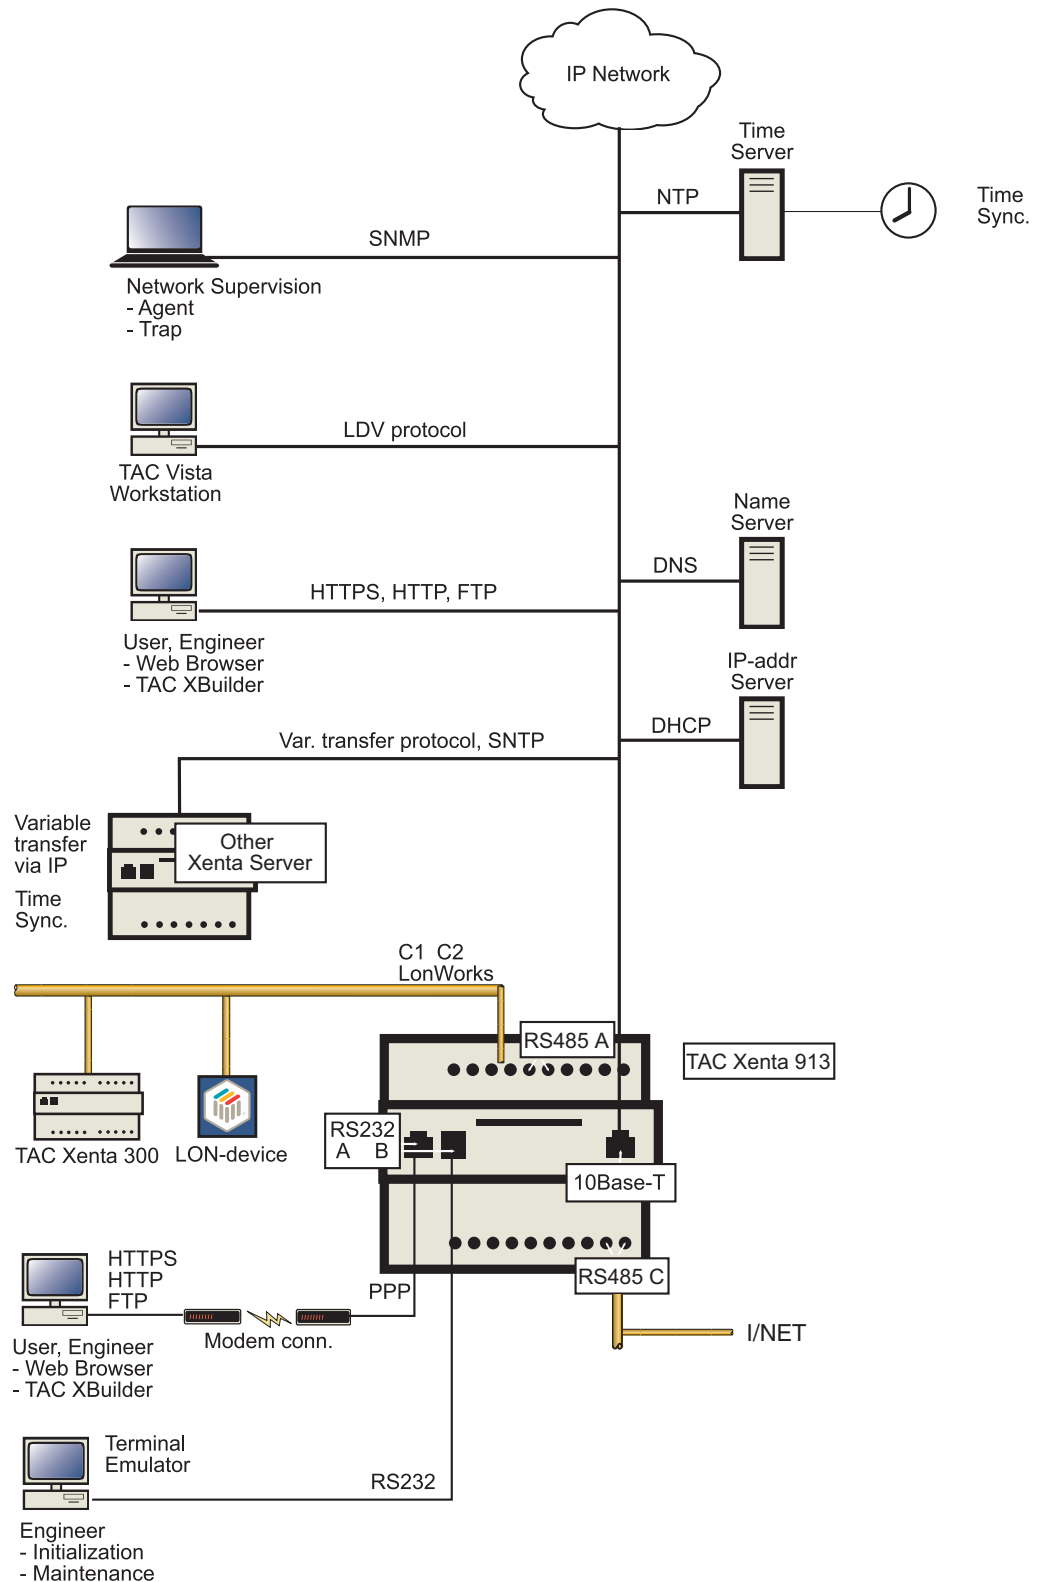 IP Network
Time
Server
NTP
Time
Sync.
SNMP
Network Supervision
- Agent
- Trap
LDV protocol
TAC Vista
Workstation
Name
Server
DNS
HTTPS, HTTP, FTP
User, Engineer
- Web Browser
- TAC XBuilder
IP-addr
Server
DHCP
Var. transfer protocol, SNTP
Variable
transfer
via IP
Time
Sync.
Other
Xenta Server
C1 C2
LonWorks
RS485 A
TAC Xenta 913
RS232
A B
10Base-T
TAC Xenta 300
LON-device
RS485 C
I/NET
HTTPS
HTTP
FTP
PPP
Modem conn.
User, Engineer
- Web Browser
- TAC XBuilder
Terminal
Emulator
RS232
Engineer
- Initialization
- Maintenance